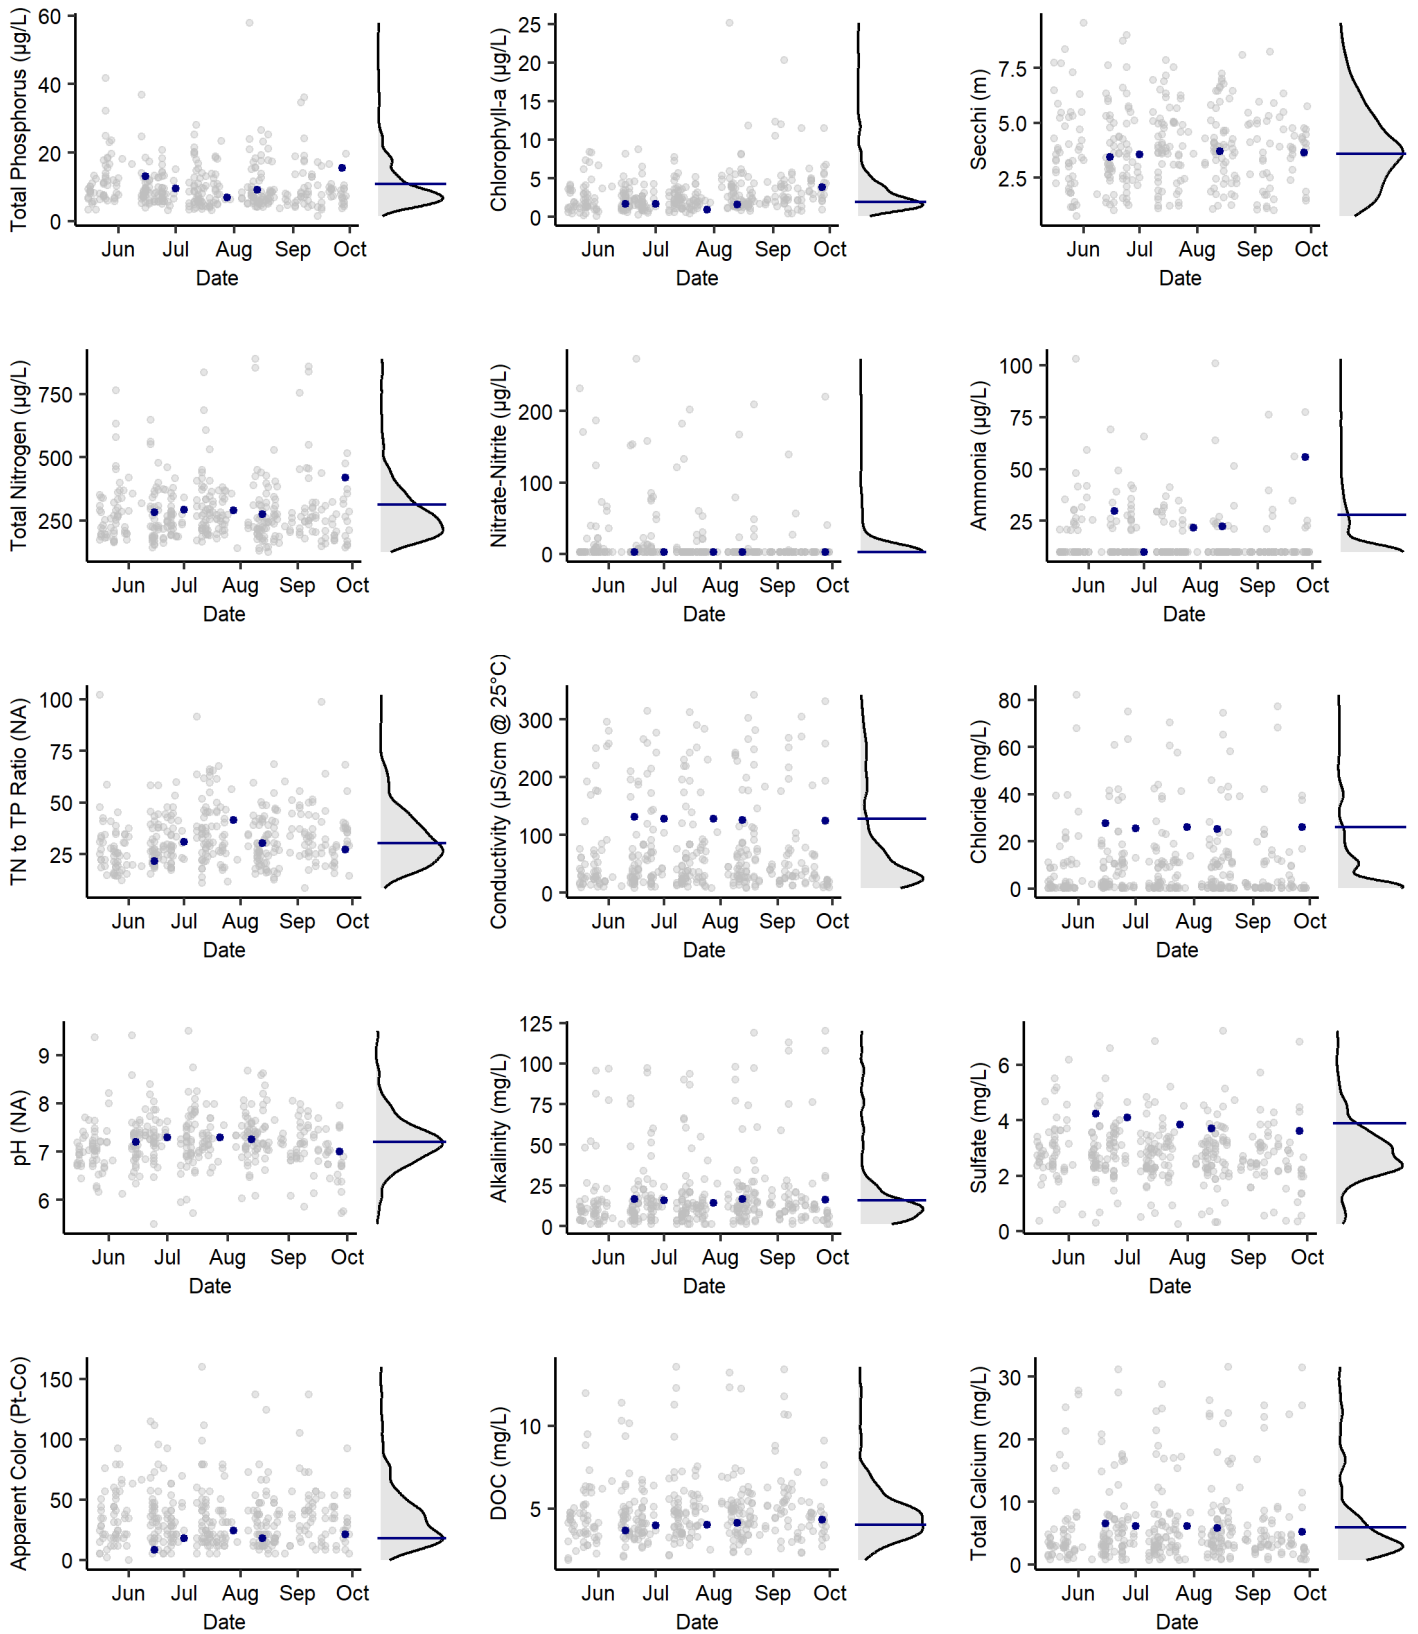 Total Phosphorus (µg/L)
60
40
20
0
Jun Jul Aug Sep Oct
Date
Chlorophyll-a (µg/L)
25
20
15
10
5
0
Jun Jul Aug Sep Oct
Date
Secchi (m)
7.5
5.0
2.5
Jun Jul Aug Sep Oct
Date
Total Nitrogen (µg/L)
750
500
250
Jun Jul Aug Sep Oct
Date
Nitrate-Nitrite (µg/L)
200
100
0
Jun Jul Aug Sep Oct
Date
Ammonia (µg/L)
100
75
50
25
Jun Jul Aug Sep Oct
Date
TN to TP Ratio (NA)
100
75
50
25
Jun Jul Aug Sep Oct
Date
Conductivity (µS/cm @ 25°C)
300
200
100
0
Jun Jul Aug Sep Oct
Date
Chloride (mg/L)
80
60
40
20
0
Jun Jul Aug Sep Oct
Date
pH (NA)
9
8
7
6
Jun Jul Aug Sep Oct
Date
Alkalinity (mg/L)
125
100
75
50
25
0
Jun Jul Aug Sep Oct
Date
Sulfate (mg/L)
6
4
2
0
Jun Jul Aug Sep Oct
Date
Apparent Color (Pt-Co)
150
100
50
0
Jun Jul Aug Sep Oct
Date
DOC (mg/L)
10
5
Jun Jul Aug Sep Oct
Date
Total Calcium (mg/L)
30
20
10
0
Jun Jul Aug Sep Oct
Date